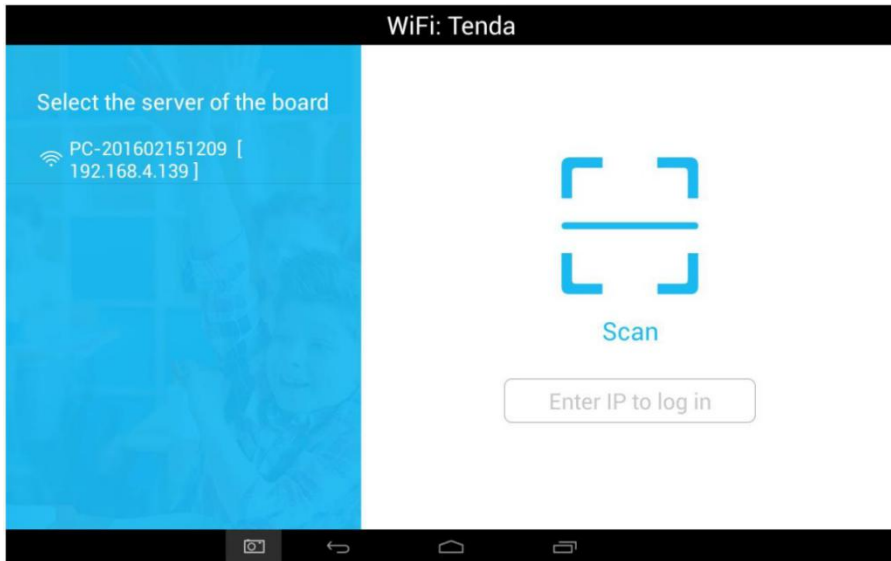 WiFi: Tenda
Select the server of the board
PC-201602151209 [
192.168.4.139 ]
Scan
Enter IP to log in